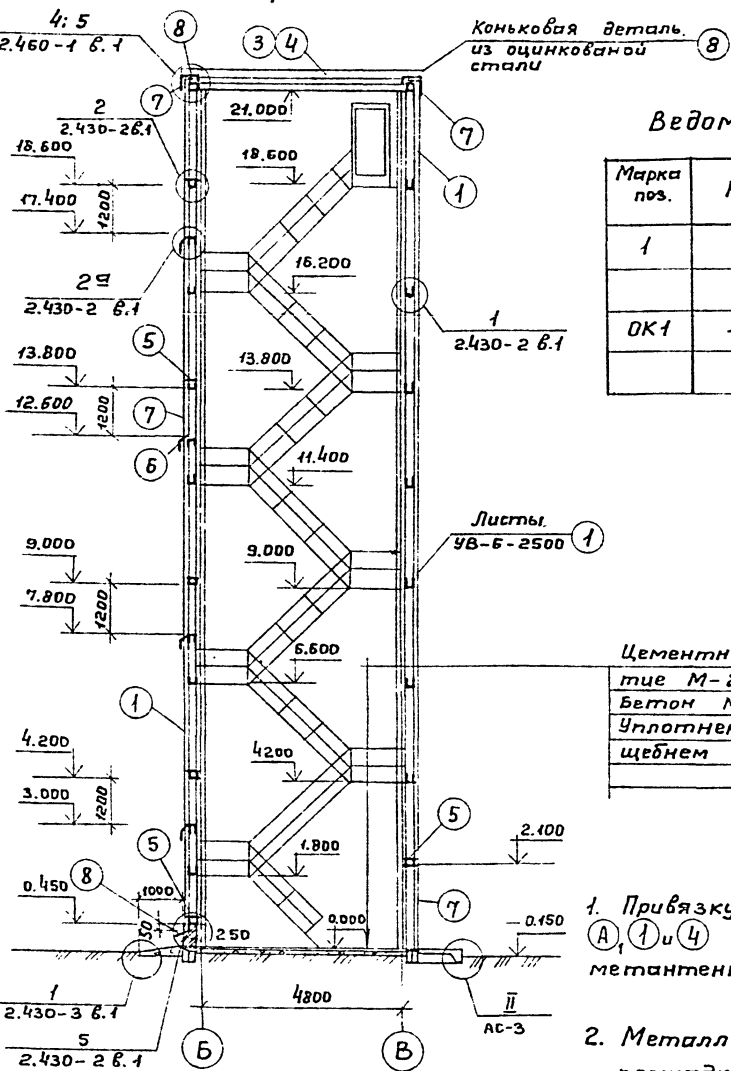 4; 5
2.460-1 в.1
8
3 4
Коньковая деталь
из оцинкованой
стали
8
7
7
21.000
2
2.430-2в.1
18.600
17.400
1200
18.600
1
2а
2.430-2 в.1
16.200
1
2.430-2 в.1
5
13.800
12.600
1200
7
6
13.800
11.400
Листы
УВ-6-2500
1
9.000
7.800
1200
9.000
6.600
1
4.200
3.000
1200
4200
5
2.100
1.800
5
8
1000
0.450
50
250
0.000
7
-0.150
4800
1
2.430-3 в.1
5
2.430-2 в.1
Б
В
II
АС-3
Ведом
Марка
поз.
1
ОК1
Цементн
тие М-2
Бетон
Уплотнен
щебнем
1. Привязку
А, 1 и 4
метантен
2. Металл